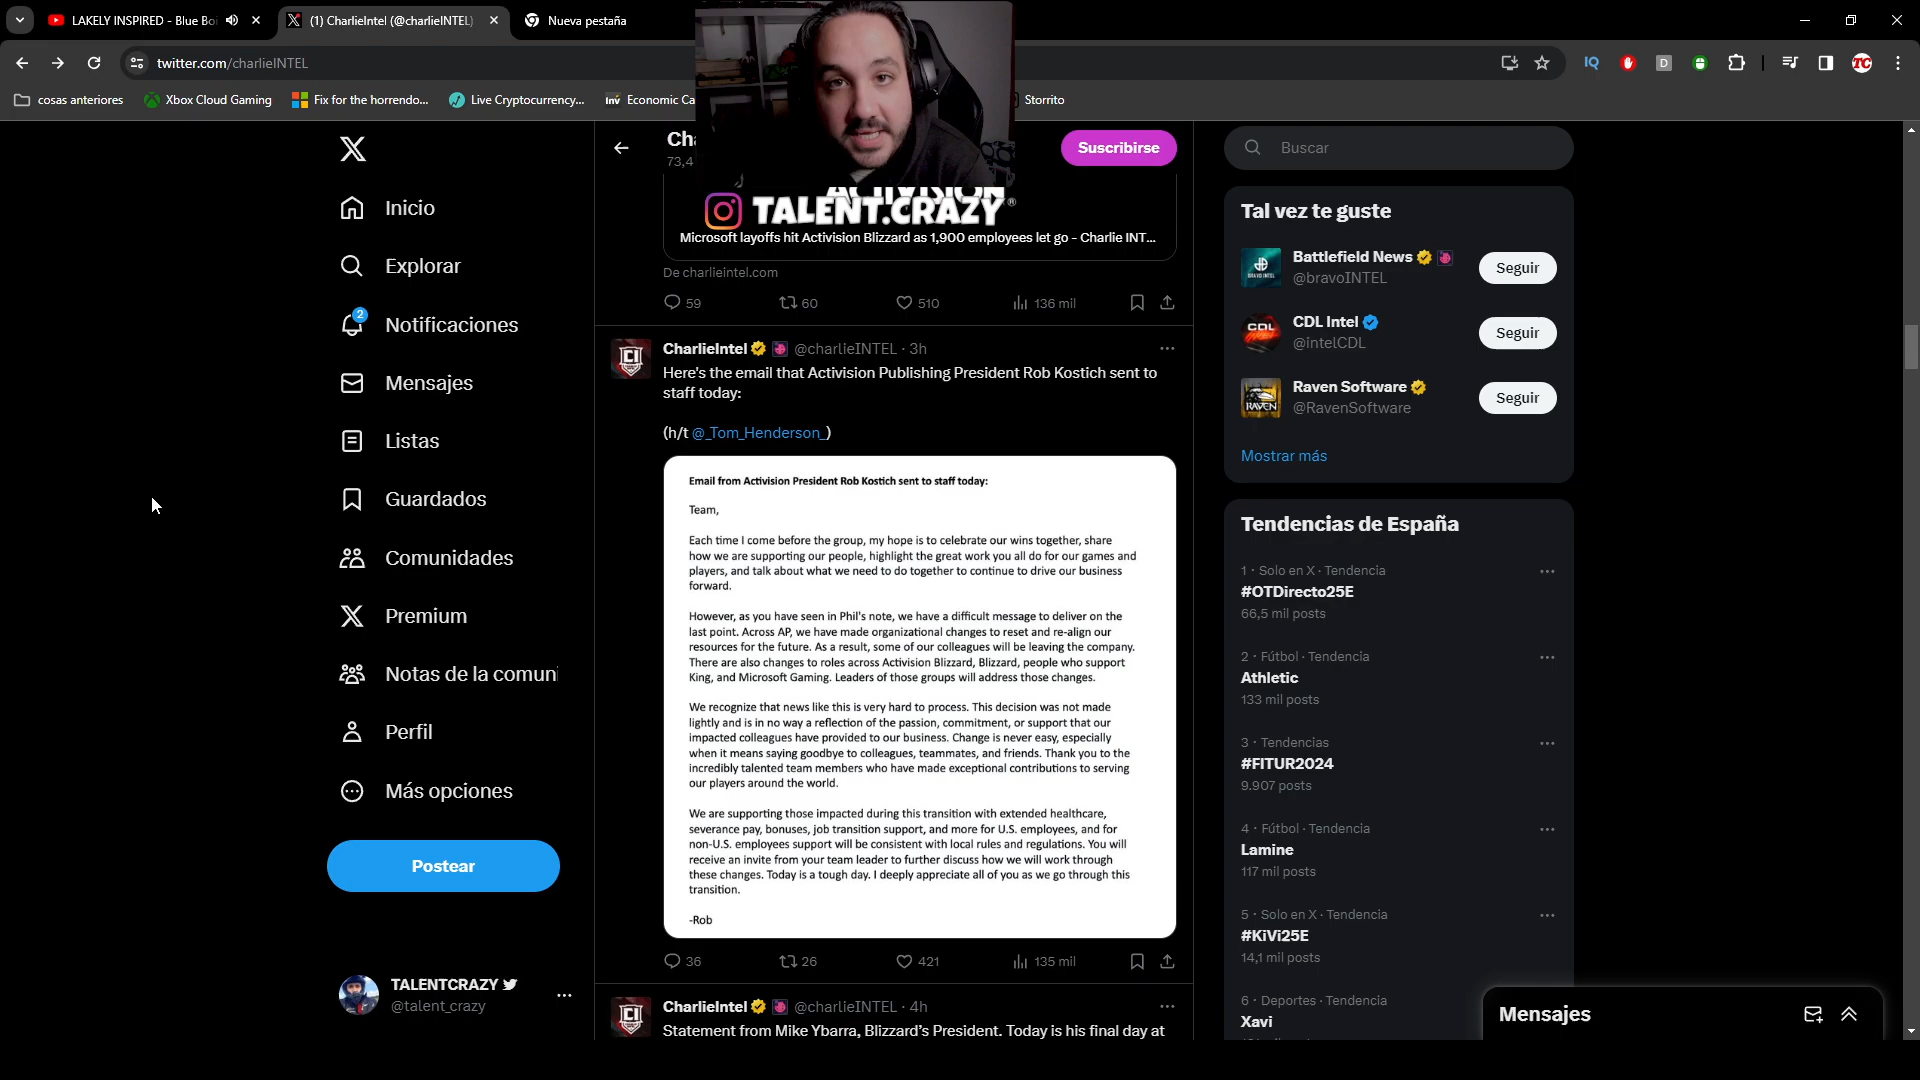 LAKELY INSPIRED - Blue Boi
(1) CharlieIntel (@charlieINTEL)
Nueva pestaña
twitter.com/charlieINTEL
cosas anteriores
Xbox Cloud Gaming
Fix for the horrendo...
Live Cryptocurrency...
Economic Ca
Storrito
Inicio
Explorar
2
Notificaciones
Mensajes
Listas
Guardados
Comunidades
Premium
Notas de la comuni
Perfil
Más opciones
Postear
TALENTCRAZY
@talent_crazy
Ch
73,4
Suscribirse
ACTIVISION
TALENT.CRAZY®
Microsoft layoffs hit Activision Blizzard as 1,900 employees let go - Charlie INT...
De charlieintel.com
59 60 510 136 mil
CharlieIntel @charlieINTEL · 3h
Here's the email that Activision Publishing President Rob Kostich sent to
staff today:
(h/t @_Tom_Henderson_)
Email from Activision President Rob Kostich sent to staff today:
Team,
Each time I come before the group, my hope is to celebrate our wins together, share
how we are supporting our people, highlight the great work you all do for our games and
players, and talk about what we need to do together to continue to drive our business
forward.
However, as you have seen in Phil's note, we have a difficult message to deliver on the
last point. Across AP, we have made organizational changes to reset and re-align our
resources for the future. As a result, some of our colleagues will be leaving the company.
There are also changes to roles across Activision Blizzard, Blizzard, people who support
King, and Microsoft Gaming. Leaders of those groups will address those changes.
We recognize that news like this is very hard to process. This decision was not made
lightly and is in no way a reflection of the passion, commitment, or support that our
impacted colleagues have provided to our business. Change is never easy, especially
when it means saying goodbye to colleagues, teammates, and friends. Thank you to the
incredibly talented team members who have made exceptional contributions to serving
our players around the world.
We are supporting those impacted during this transition with extended healthcare,
severance pay, bonuses, job transition support, and more for U.S. employees, and for
non-U.S. employees support will be consistent with local rules and regulations. You will
receive an invite from your team leader to further discuss how we will work through
these changes. Today is a tough day. I deeply appreciate all of you as we go through this
transition.
-Rob
36 26 421 135 mil
CharlieIntel @charlieINTEL · 4h
Statement from Mike Ybarra, Blizzard's President. Today is his final day at
Buscar
Tal vez te guste
Battlefield News
@bravoINTEL
Seguir
CDL Intel
@intelCDL
Seguir
Raven Software
@RavenSoftware
Seguir
Mostrar más
Tendencias de España
1 · Solo en X · Tendencia
#OTDirecto25E
66,5 mil posts
2 · Fútbol · Tendencia
Athletic
133 mil posts
3 · Tendencias
#FITUR2024
9.907 posts
4 · Fútbol · Tendencia
Lamine
117 mil posts
5 · Solo en X · Tendencia
#KiVi25E
14,1 mil posts
6 · Deportes · Tendencia
Xavi
Mensajes